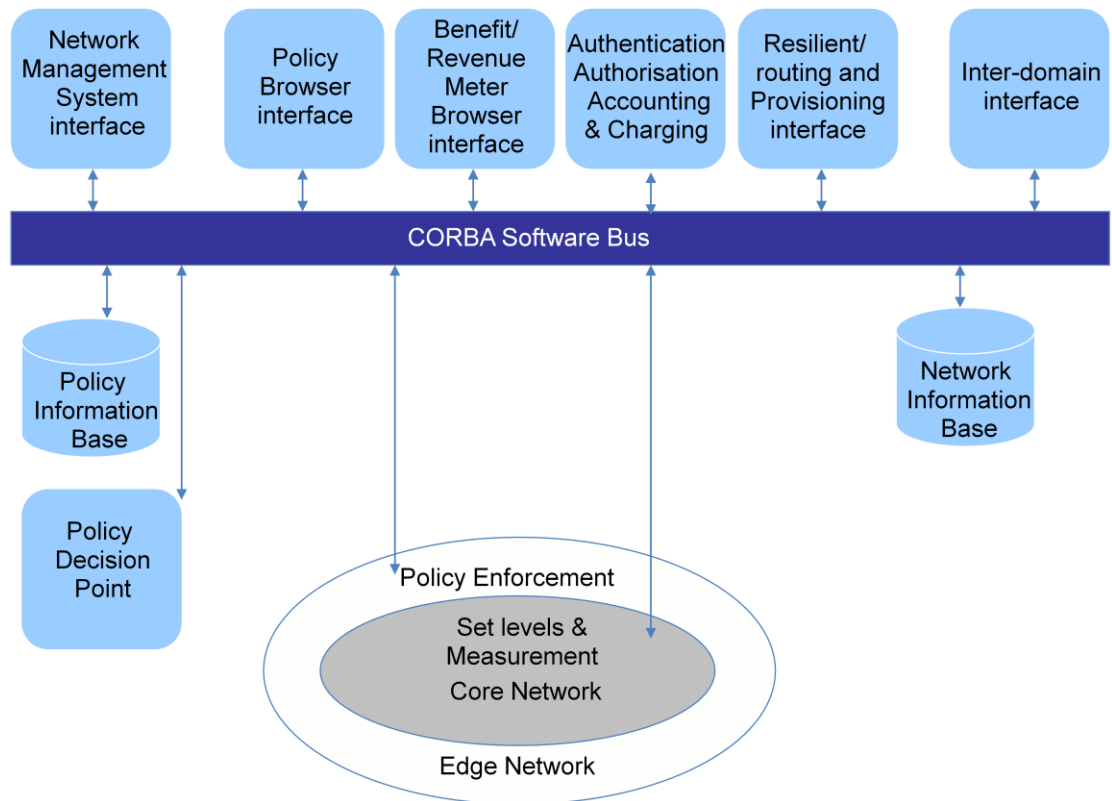 Network
Management
System
interface
Policy
Browser
interface
Benefit/
Revenue
Meter
Browser
interface
Authentication
Authorisation
Accounting
& Charging
Resilient/
routing and
Provisioning
interface
Inter-domain
interface
CORBA Software Bus
Policy
Information
Base
Network
Information
Base
Policy
Decision
Point
Policy Enforcement
Set levels &
Measurement
Core Network
Edge Network